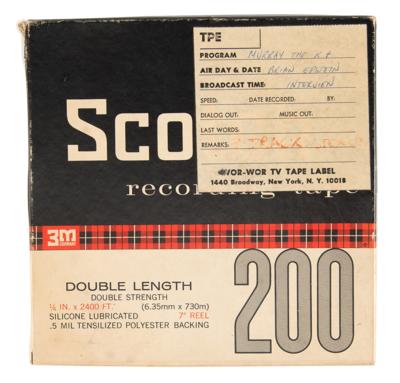 TPE
PROGRAM MURRAY THE K +
AIR DAY & DATE BRIAN EPSTEIN
BROADCAST TIME: INTERVIEW
SPEED: DATE RECORDED: BY:
DIALOG OUT: MUSIC OUT:
LAST WORDS:
REMARKS: TRACK
OR-WOR TV TAPE LABEL
1440 Broadway, New York, N. Y. 10018
Sco
recording tape
3M
COMPANY
DOUBLE LENGTH
DOUBLE STRENGTH
¼ IN. x 2400 FT. (6.35mm x 730m)
SILICONE LUBRICATED 7" REEL
.5 MIL TENSILIZED POLYESTER BACKING
200